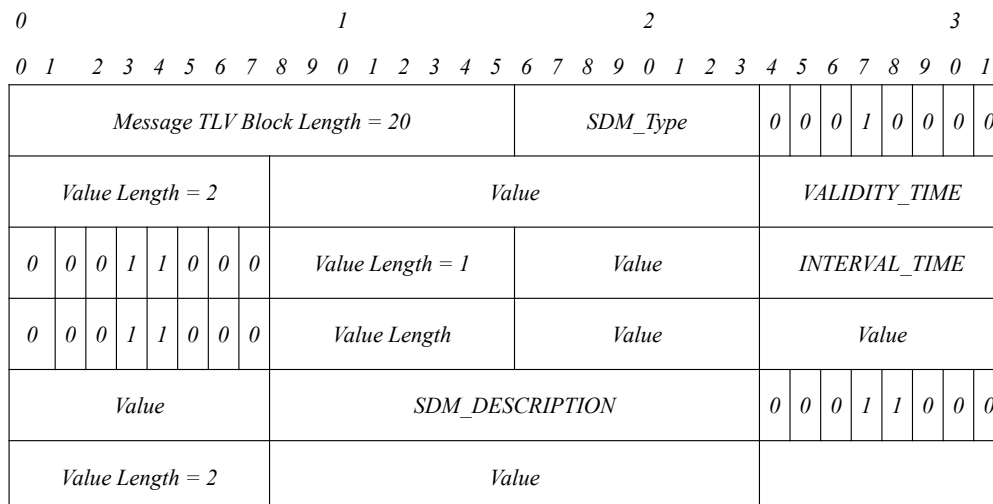 0 1 2 3
0 1 2 3 4 5 6 7 8 9 0 1 2 3 4 5 6 7 8 9 0 1 2 3 4 5 6 7 8 9 0 1
Message TLV Block Length = 20 SDM_Type 0 0 0 1 0 0 0 0
Value Length = 2 Value VALIDITY_TIME
0 0 0 1 1 0 0 0 Value Length = 1 Value INTERVAL_TIME
0 0 0 1 1 0 0 0 Value Length Value Value
Value SDM_DESCRIPTION 0 0 0 1 1 0 0 0
Value Length = 2 Value